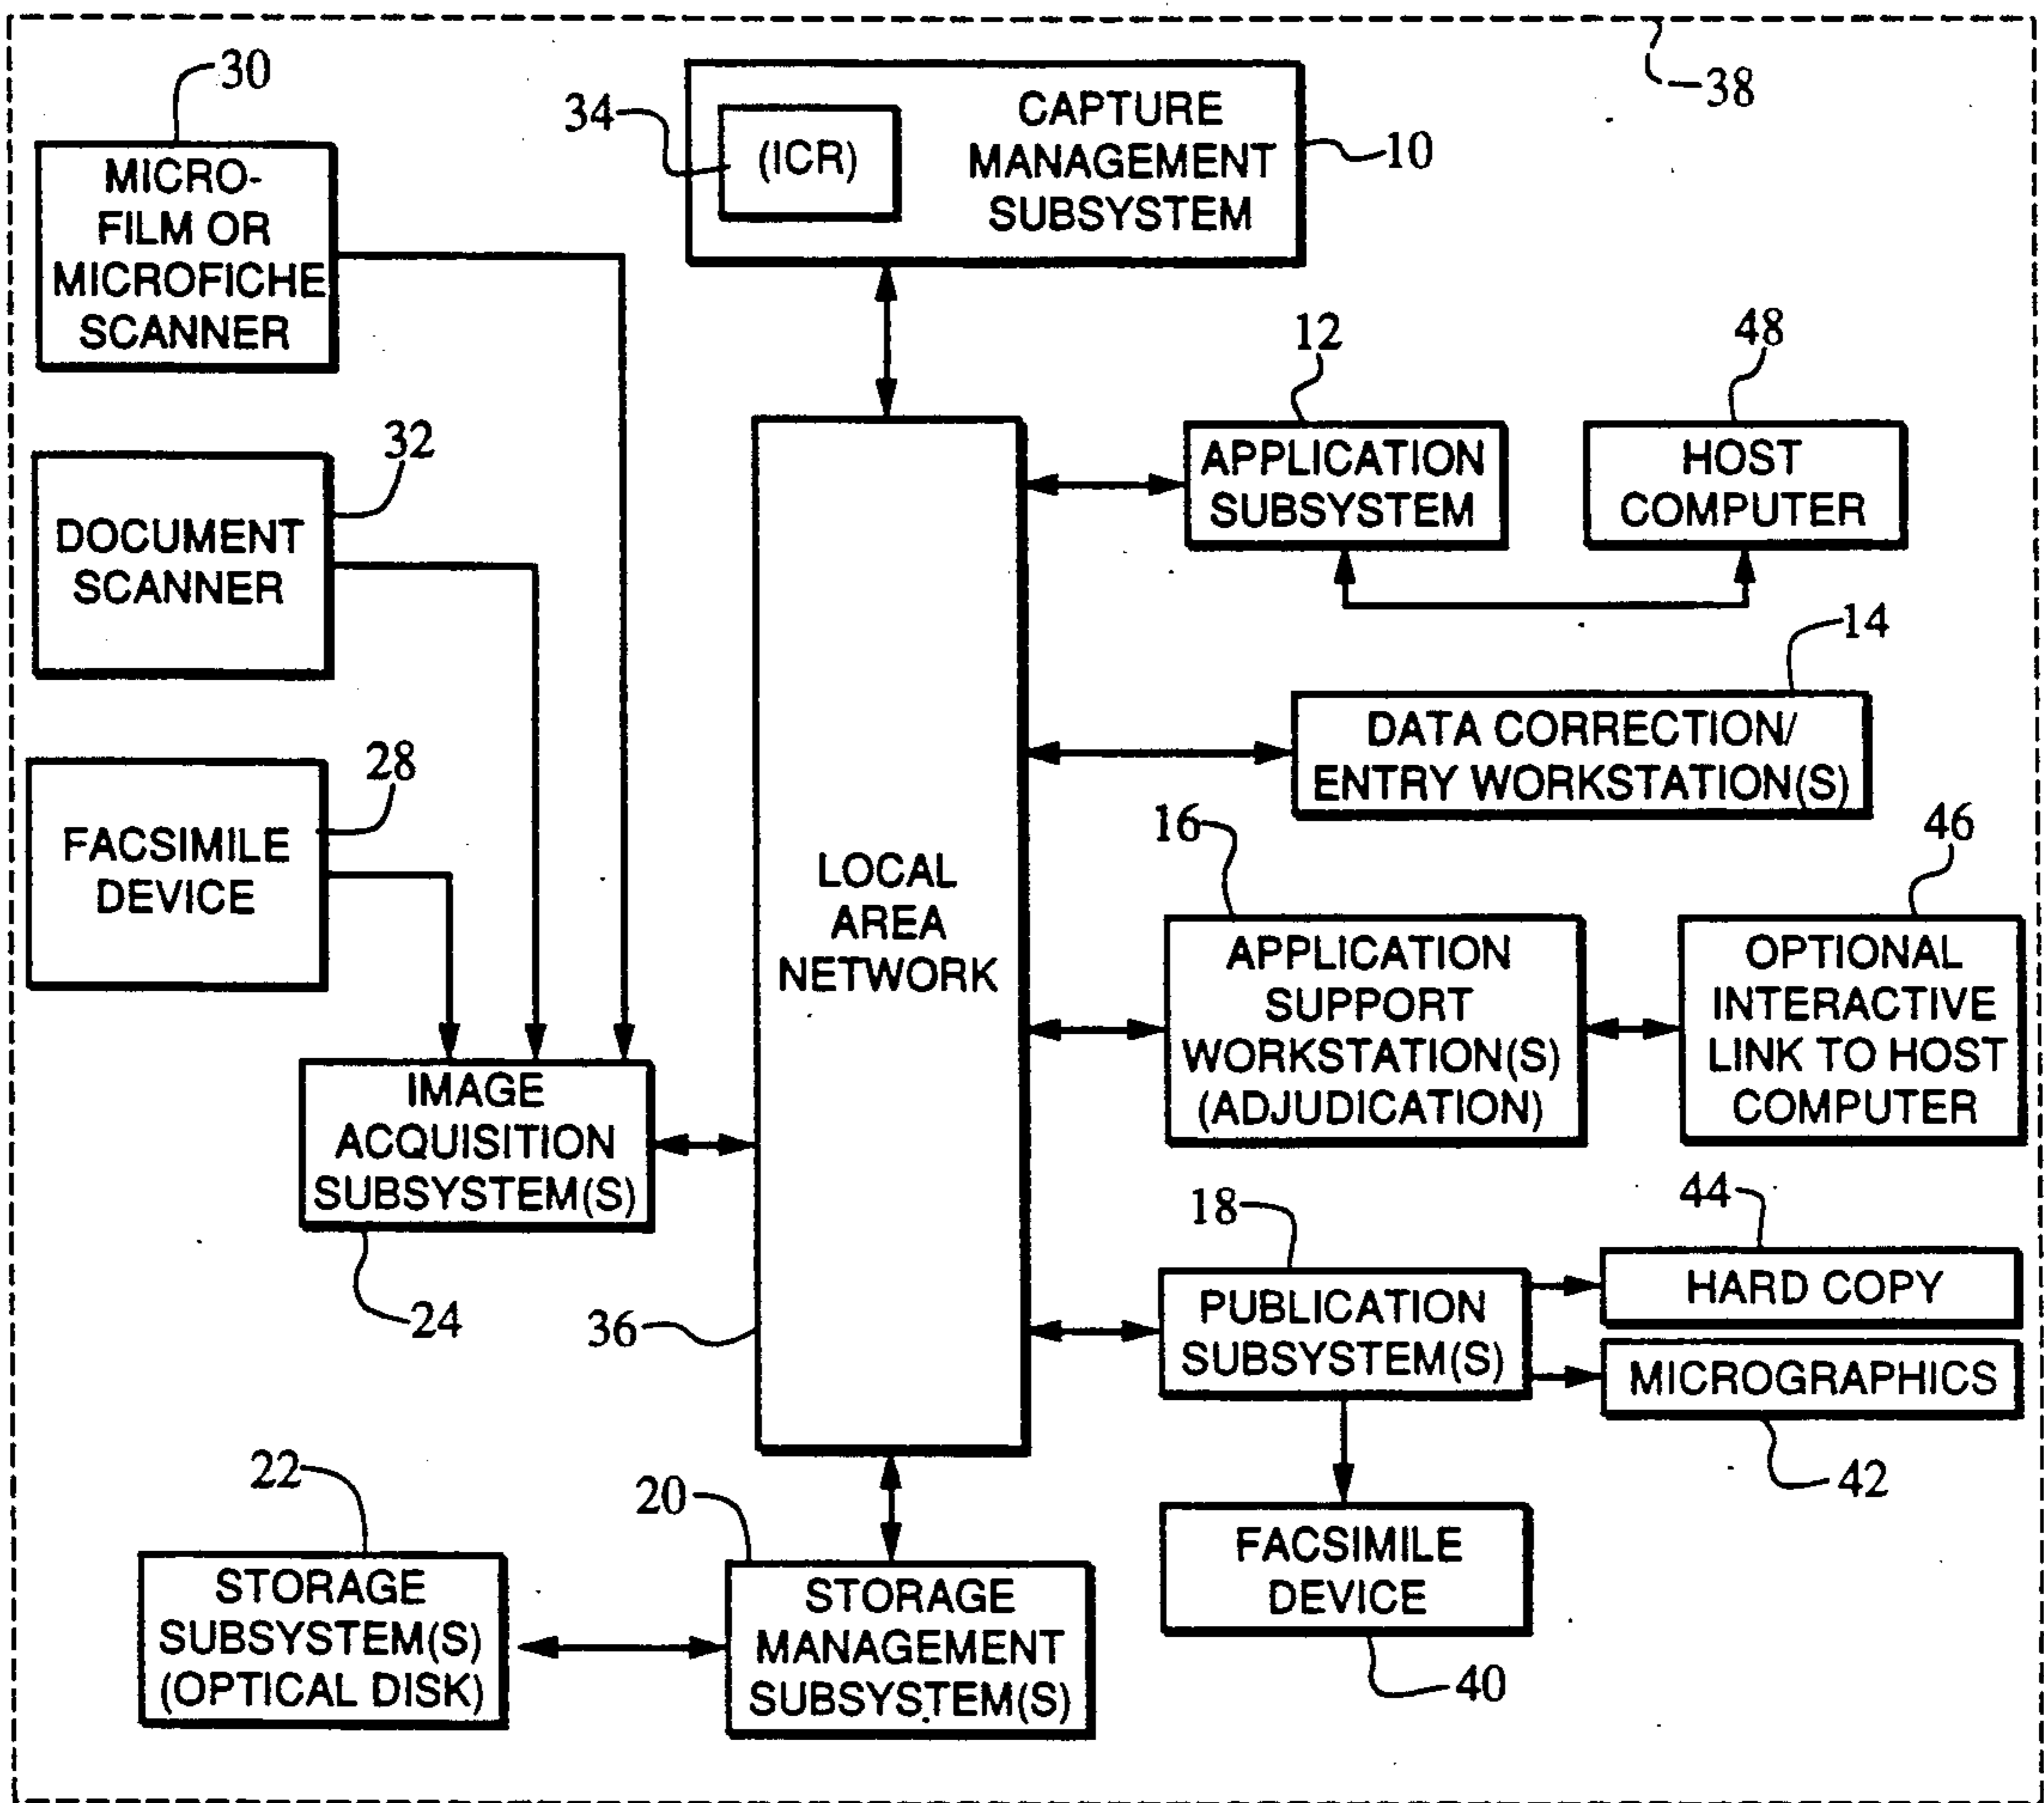 38
30
MICRO-
FILM OR
MICROFICHE
SCANNER
34
(ICR)
CAPTURE
MANAGEMENT
SUBSYSTEM
10
32
DOCUMENT
SCANNER
28
FACSIMILE
DEVICE
IMAGE
ACQUISITION
SUBSYSTEM(S)
24
LOCAL
AREA
NETWORK
36
12
APPLICATION
SUBSYSTEM
48
HOST
COMPUTER
14
DATA CORRECTION/
ENTRY WORKSTATION(S)
16
APPLICATION
SUPPORT
WORKSTATION(S)
(ADJUDICATION)
46
OPTIONAL
INTERACTIVE
LINK TO HOST
COMPUTER
18
PUBLICATION
SUBSYSTEM(S)
44
HARD COPY
MICROGRAPHICS
42
FACSIMILE
DEVICE
40
22
STORAGE
SUBSYSTEM(S)
(OPTICAL DISK)
20
STORAGE
MANAGEMENT
SUBSYSTEM(S)